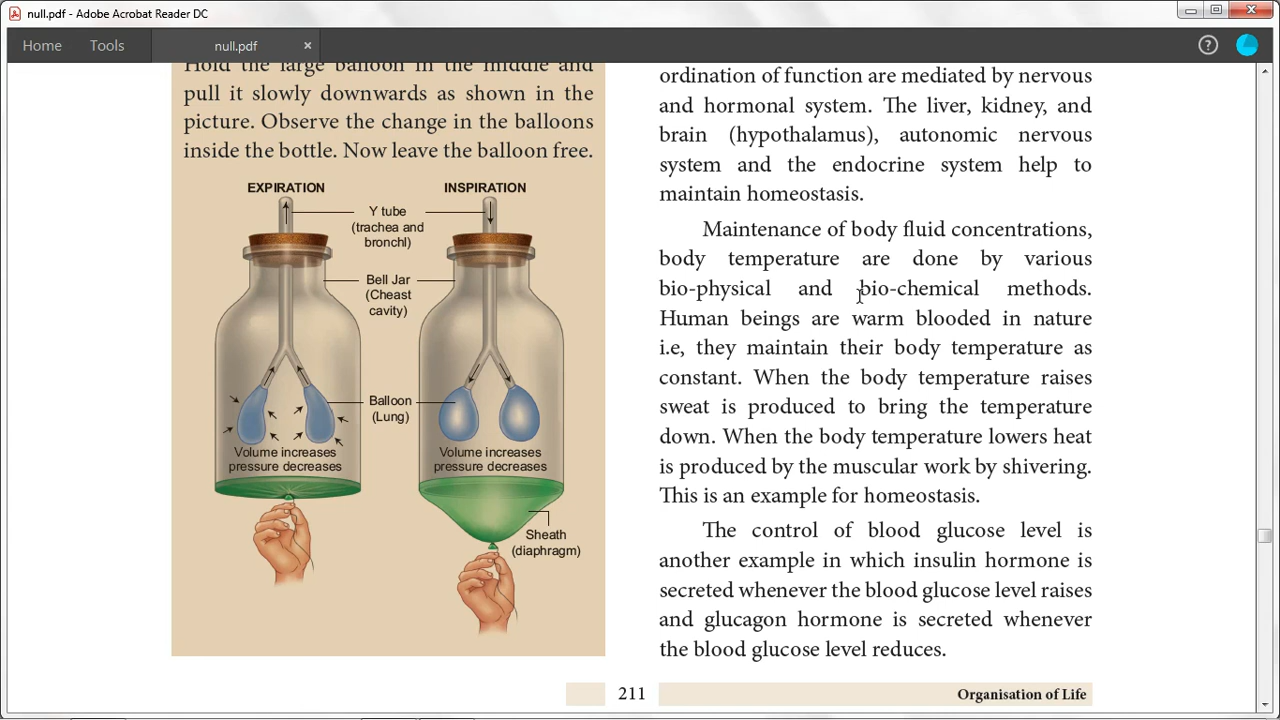 null.pdf - Adobe Acrobat Reader DC
Home
Tools
null.pdf
Hold the large balloon in the middle and
pull it slowly downwards as shown in the
picture. Observe the change in the balloons
inside the bottle. Now leave the balloon free.
EXPIRATION
INSPIRATION
Y tube
(trachea and
bronchl)
Bell Jar
(Cheast
cavity)
Balloon
(Lung)
Volume increases
pressure decreases
Volume increases
pressure decreases
Sheath
(diaphragm)
ordination of function are mediated by nervous
and hormonal system. The liver, kidney, and
brain (hypothalamus), autonomic nervous
system and the endocrine system help to
maintain homeostasis.
Maintenance of body fluid concentrations,
body temperature are done by various
bio-physical and bio-chemical methods.
Human beings are warm blooded in nature
i.e, they maintain their body temperature as
constant. When the body temperature raises
sweat is produced to bring the temperature
down. When the body temperature lowers heat
is produced by the muscular work by shivering.
This is an example for homeostasis.
The control of blood glucose level is
another example in which insulin hormone is
secreted whenever the blood glucose level raises
and glucagon hormone is secreted whenever
the blood glucose level reduces.
211
Organisation of Life